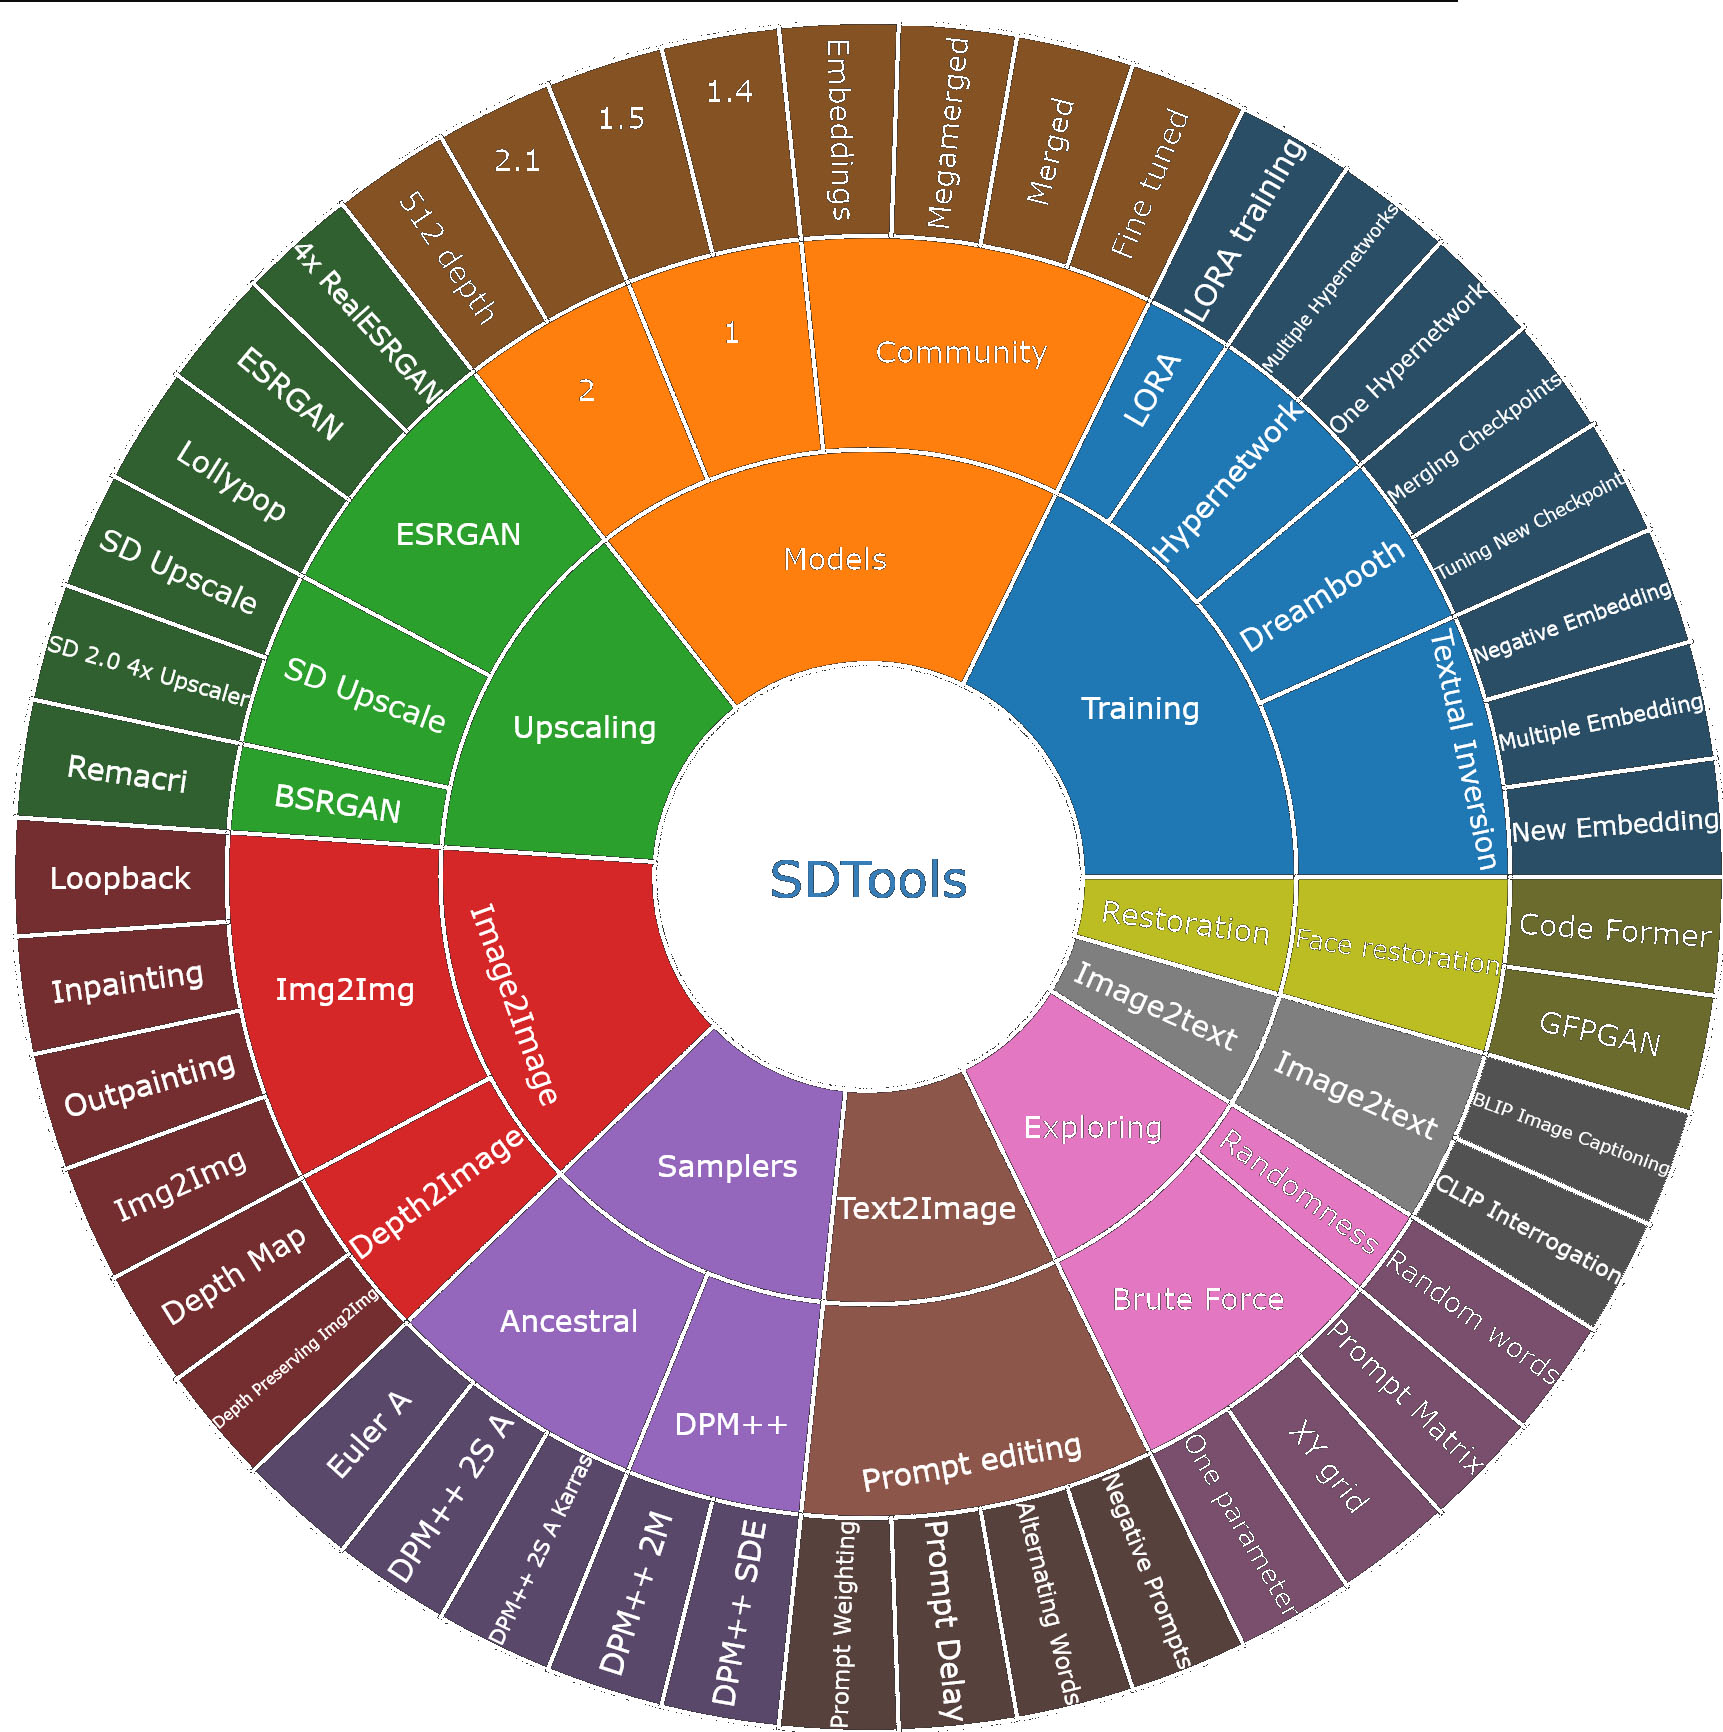 SDTools
Models
Community
Embeddings
Megamerged
Merged
Fine tuned
1
1.4
1.5
2
2.1
512 depth
Training
LORA
LORA training
Hypernetwork
Multiple Hypernetworks
One Hypernetwork
Dreambooth
Merging Checkpoints
Tuning New Checkpoint
Textual Inversion
Negative Embedding
Multiple Embedding
New Embedding
Restoration
Face restoration
Code Former
GFPGAN
Image2text
Image2text
BLIP Image Captioning
CLIP Interrogation
Exploring
Randomness
Random words
Brute Force
Prompt Matrix
XY grid
One parameter
Text2Image
Prompt editing
Negative Prompts
Alternating Words
Prompt Delay
Prompt Weighting
Samplers
DPM++
DPM++ SDE
DPM++ 2M
Ancestral
DPM++ 2S A Karras
DPM++ 2S A
Euler A
Image2Image
Depth2Image
Depth Preserving Img2Img
Depth Map
Img2Img
Img2Img
Outpainting
Inpainting
Loopback
Upscaling
BSRGAN
Remacri
SD Upscale
SD 2.0 4x Upscaler
SD Upscale
ESRGAN
Lollypop
ESRGAN
4x RealESRGAN